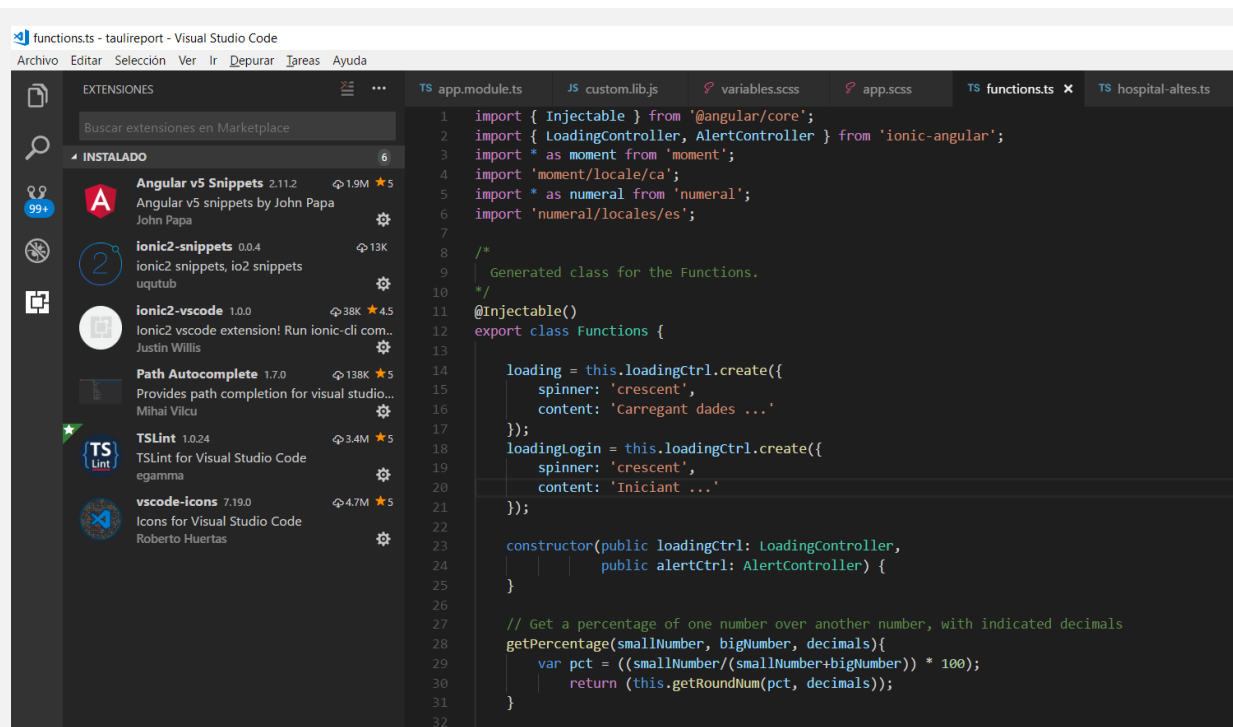 functions.ts - taulireport - Visual Studio Code
Archivo Editar Selección Ver Ir Depurar Tareas Ayuda
EXTENSIONES
Buscar extensiones en Marketplace
INSTALADO 6
Angular v5 Snippets 2.11.2 1.9M ★5
Angular v5 snippets by John Papa
John Papa
ionic2-snippets 0.0.4 13K
ionic2 snippets, io2 snippets
uqutub
ionic2-vscode 1.0.0 38K ★4.5
Ionic2 vscode extension! Run ionic-cli com..
Justin Willis
Path Autocomplete 1.7.0 138K ★5
Provides path completion for visual studio...
Mihai Vilcu
TSLint 1.0.24 3.4M ★5
TSLint for Visual Studio Code
egamma
vscode-icons 7.19.0 4.7M ★5
Icons for Visual Studio Code
Roberto Huertas
99+
A
2
TS
Lint
TS app.module.ts JS custom.lib.js variables.scss app.scss TS functions.ts × TS hospital-altes.ts
1 import { Injectable } from '@angular/core';
2 import { LoadingController, AlertController } from 'ionic-angular';
3 import * as moment from 'moment';
4 import 'moment/locale/ca';
5 import * as numeral from 'numeral';
6 import 'numeral/locales/es';
7
8 /*
9 Generated class for the Functions.
10 */
11 @Injectable()
12 export class Functions {
13
14 loading = this.loadingCtrl.create({
15 spinner: 'crescent',
16 content: 'Carregant dades ...'
17 });
18 loadingLogin = this.loadingCtrl.create({
19 spinner: 'crescent',
20 content: 'Iniciant ...'
21 });
22
23 constructor(public loadingCtrl: LoadingController,
24 public alertCtrl: AlertController) {
25 }
26
27 // Get a percentage of one number over another number, with indicated decimals
28 getPercentage(smallNumber, bigNumber, decimals){
29 var pct = ((smallNumber/(smallNumber+bigNumber)) * 100);
30 return (this.getRoundNum(pct, decimals));
31 }
32